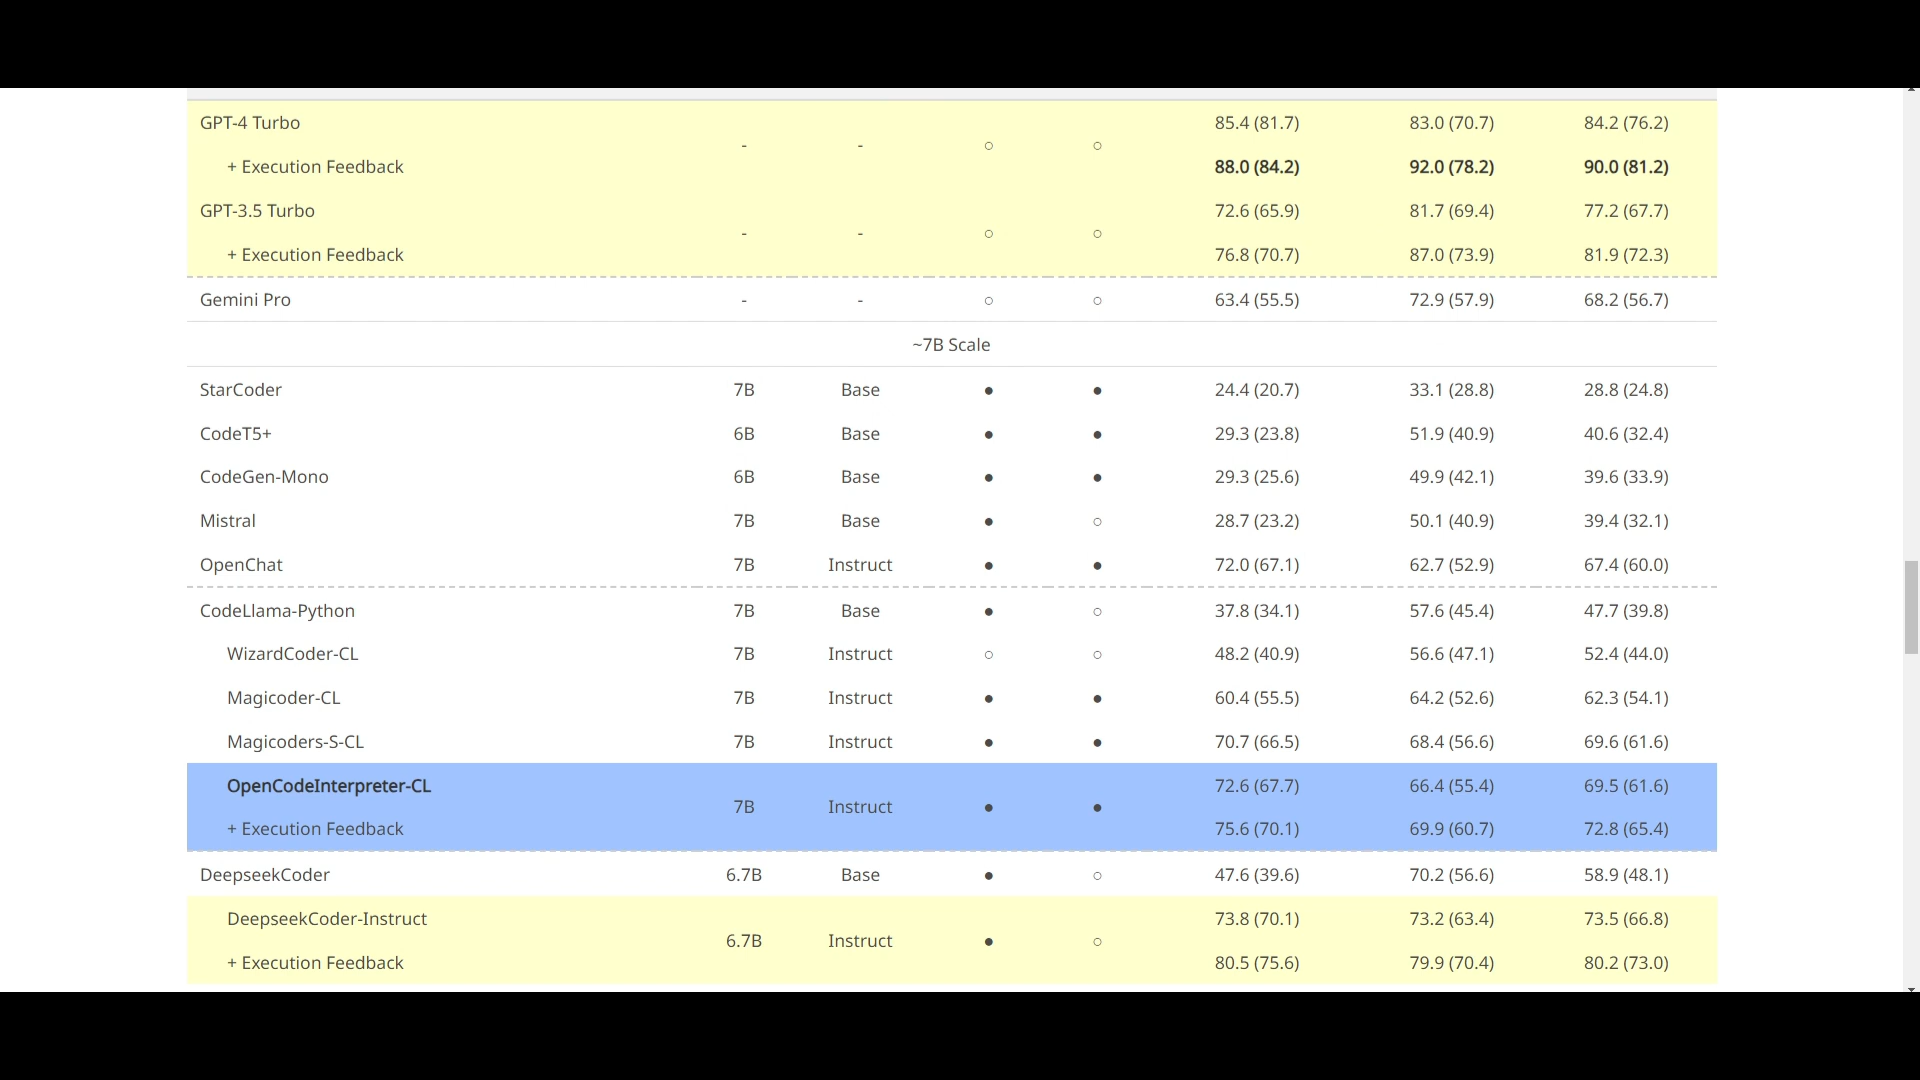 GPT-4 Turbo - - ○ ○ 85.4 (81.7) 83.0 (70.7) 84.2 (76.2)
+ Execution Feedback 88.0 (84.2) 92.0 (78.2) 90.0 (81.2)
GPT-3.5 Turbo - - ○ ○ 72.6 (65.9) 81.7 (69.4) 77.2 (67.7)
+ Execution Feedback 76.8 (70.7) 87.0 (73.9) 81.9 (72.3)
Gemini Pro - - ○ ○ 63.4 (55.5) 72.9 (57.9) 68.2 (56.7)
~7B Scale
StarCoder 7B Base ● ● 24.4 (20.7) 33.1 (28.8) 28.8 (24.8)
CodeT5+ 6B Base ● ● 29.3 (23.8) 51.9 (40.9) 40.6 (32.4)
CodeGen-Mono 6B Base ● ● 29.3 (25.6) 49.9 (42.1) 39.6 (33.9)
Mistral 7B Base ● ○ 28.7 (23.2) 50.1 (40.9) 39.4 (32.1)
OpenChat 7B Instruct ● ● 72.0 (67.1) 62.7 (52.9) 67.4 (60.0)
CodeLlama-Python 7B Base ● ○ 37.8 (34.1) 57.6 (45.4) 47.7 (39.8)
WizardCoder-CL 7B Instruct ○ ○ 48.2 (40.9) 56.6 (47.1) 52.4 (44.0)
Magicoder-CL 7B Instruct ● ● 60.4 (55.5) 64.2 (52.6) 62.3 (54.1)
Magicoders-S-CL 7B Instruct ● ● 70.7 (66.5) 68.4 (56.6) 69.6 (61.6)
OpenCodeInterpreter-CL 7B Instruct ● ● 72.6 (67.7) 66.4 (55.4) 69.5 (61.6)
+ Execution Feedback 75.6 (70.1) 69.9 (60.7) 72.8 (65.4)
DeepseekCoder 6.7B Base ● ○ 47.6 (39.6) 70.2 (56.6) 58.9 (48.1)
DeepseekCoder-Instruct 6.7B Instruct ● ○ 73.8 (70.1) 73.2 (63.4) 73.5 (66.8)
+ Execution Feedback 80.5 (75.6) 79.9 (70.4) 80.2 (73.0)